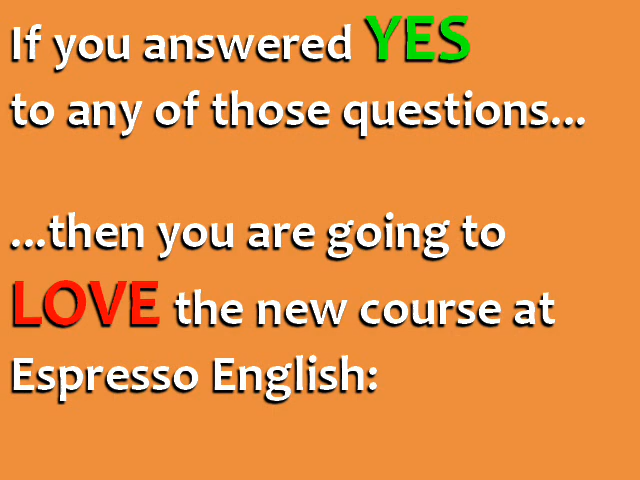 If you answered YES
to any of those questions...
...then you are going to
LOVE the new course at
Espresso English: